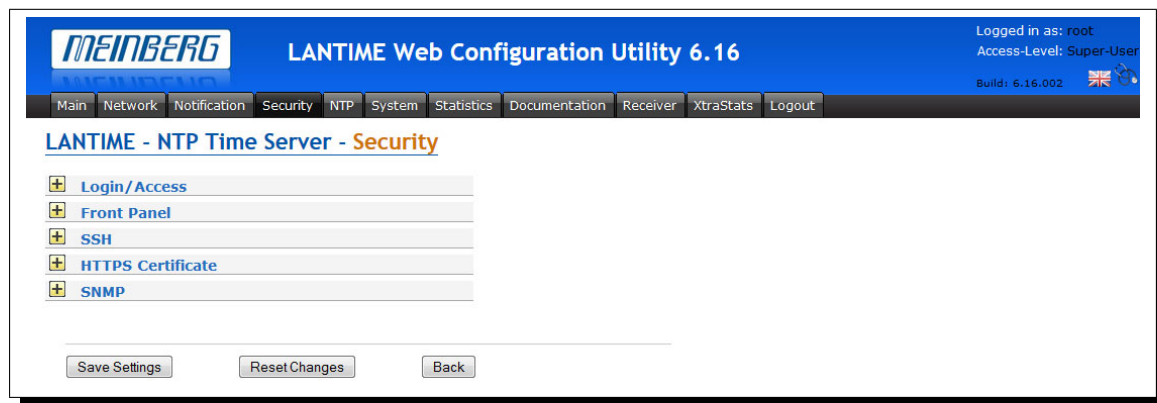 MEINBERG
LANTIME Web Configuration Utility 6.16
Logged in as: root
Access-Level: Super-User
Build: 6.16.002
Main Network Notification Security NTP System Statistics Documentation Receiver XtraStats Logout
LANTIME - NTP Time Server - Security
Login/Access
Front Panel
SSH
HTTPS Certificate
SNMP
Save Settings Reset Changes Back